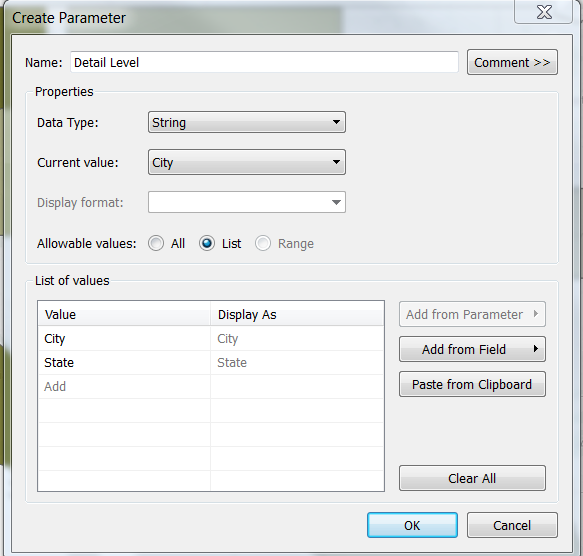 Create Parameter
Name: Detail Level Comment >>
Properties
Data Type: String
Current value: City
Display format:
Allowable values: All List Range
List of values
Value Display As
City City
State State
Add
Add from Parameter
Add from Field
Paste from Clipboard
Clear All
OK Cancel